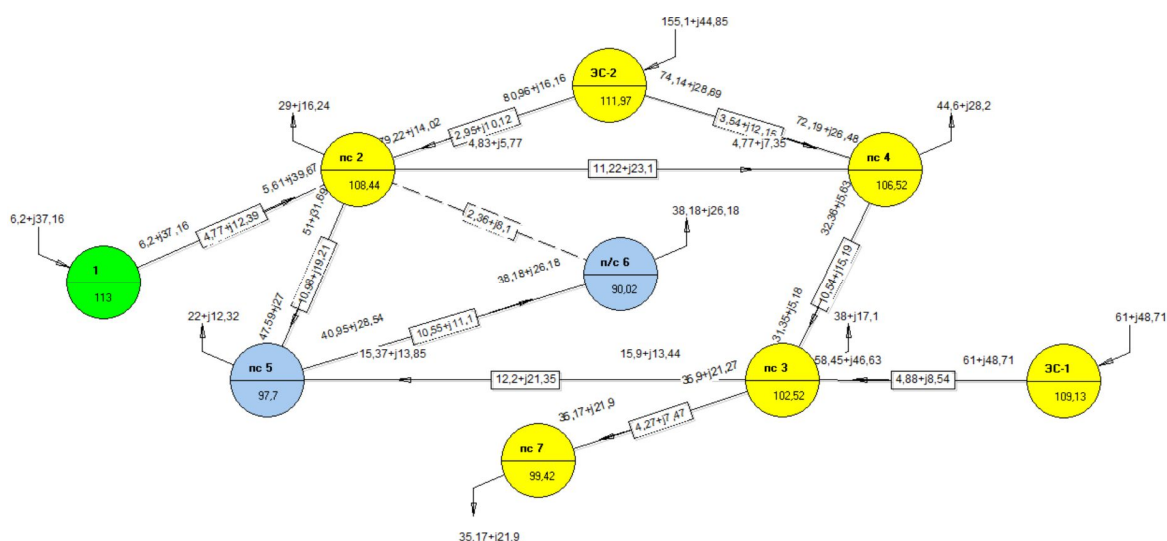 155,1+j44,85
ЭС-2
111,97
80,96+j16,16
74,14+j28,69
29+j16,24
79,22+j14,02
2,95+j10,12
4,83+j5,77
3,54+j12,16
4,77+j7,35
72,19+j26,48
44,6+j28,2
пс 2
108,44
11,22+j23,1
пс 4
106,52
5,61+j39,67
6,2+j37,16
6,2+j37,16
4,77+j12,39
1
113
51+j31,69
2,36+j8,1
38,18+j26,18
32,36+j5,63
п/с 6
90,02
38,18+j26,18
10,98+j19,21
10,64+j15,19
47,59+j27
22+j12,32
40,95+j28,54
10,55+j11,1
31,35+j5,18
38+j17,1
61+j48,71
15,37+j13,85
15,9+j13,44
58,45+j46,63
61+j48,71
пс 5
97,7
12,2+j21,35
35,9+j21,27
пс 3
102,52
4,88+j8,54
ЭС-1
109,13
35,17+j21,9
4,27+j7,47
пс 7
99,42
35,17+j21,9